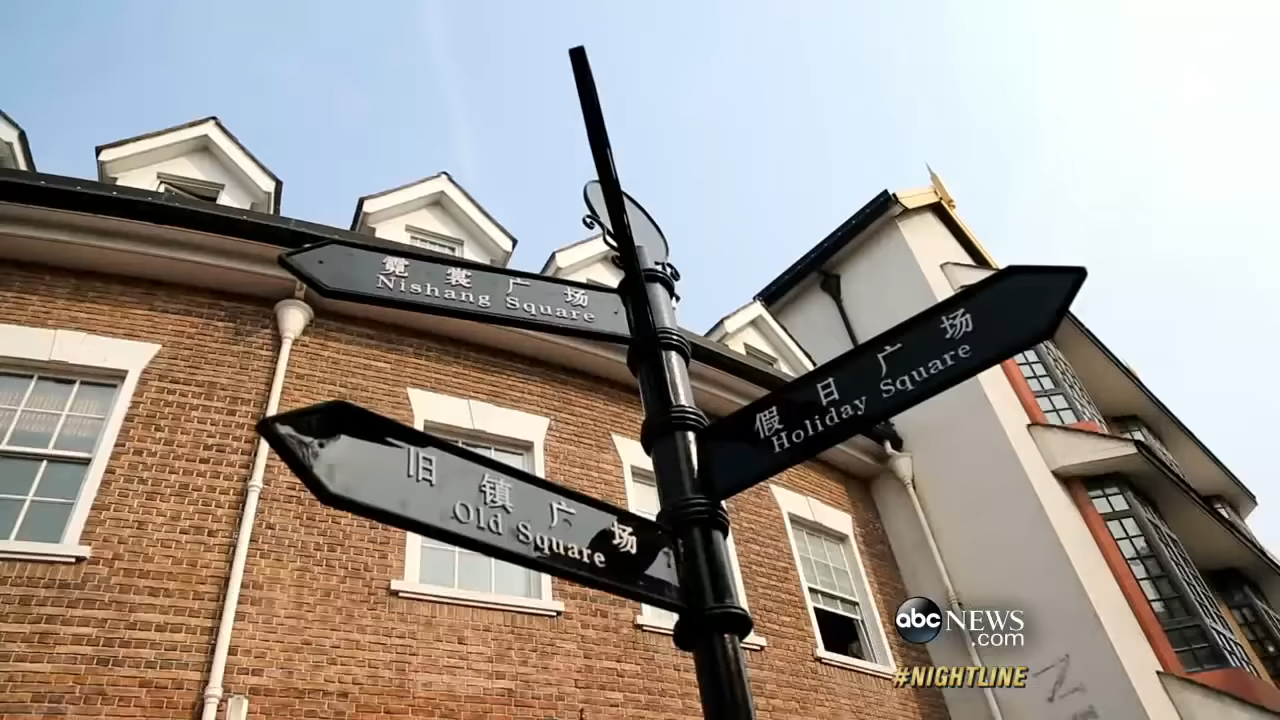 霓裳广场
Nishang Square
假日广场
Holiday Square
旧镇广场
Old Square
abc NEWS
.com
#NIGHTLINE